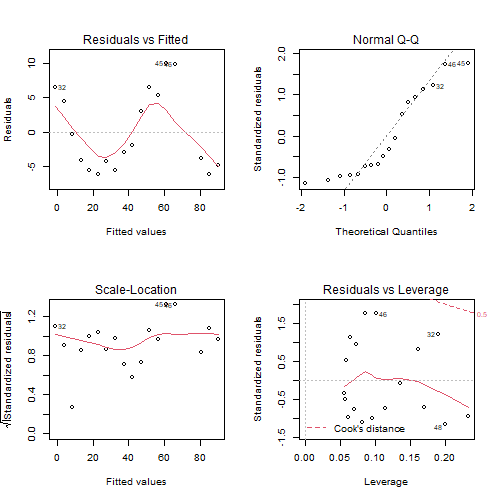 Residuals vs Fitted
Residuals
10
5
0
-5
32
45
46
0 20 40 60 80
Fitted values
Normal Q-Q
Standardized residuals
2.0
1.0
0.0
-1.0
46
45
32
-2 -1 0 1 2
Theoretical Quantiles
Scale-Location
√|Standardized residuals|
1.2
0.8
0.4
0.0
32
45
46
0 20 40 60 80
Fitted values
Residuals vs Leverage
Standardized residuals
1.5
0.5
-0.5
-1.5
46
32
48
0.5
Cook's distance
0.00 0.05 0.10 0.15 0.20
Leverage